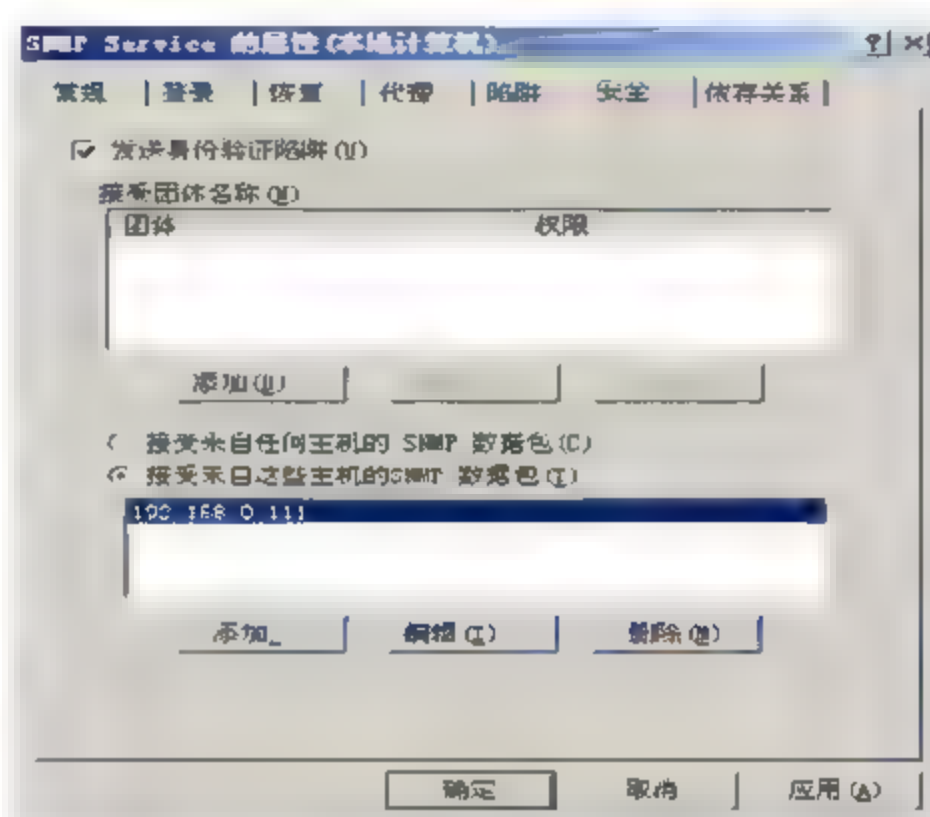 SNMP Service 的属性(本地计算机)
常规 登录 恢复 代理 陷阱 安全 依存关系
发送身份验证陷阱(U)
接受团体名称(N)
团体 权限
添加(D)
接受来自任何主机的 SNMP 数据包(C)
接受来自这些主机的SNMP 数据包(T)
192.168.0.111
添加... 编辑(I) 删除(M)
确定 取消 应用(A)